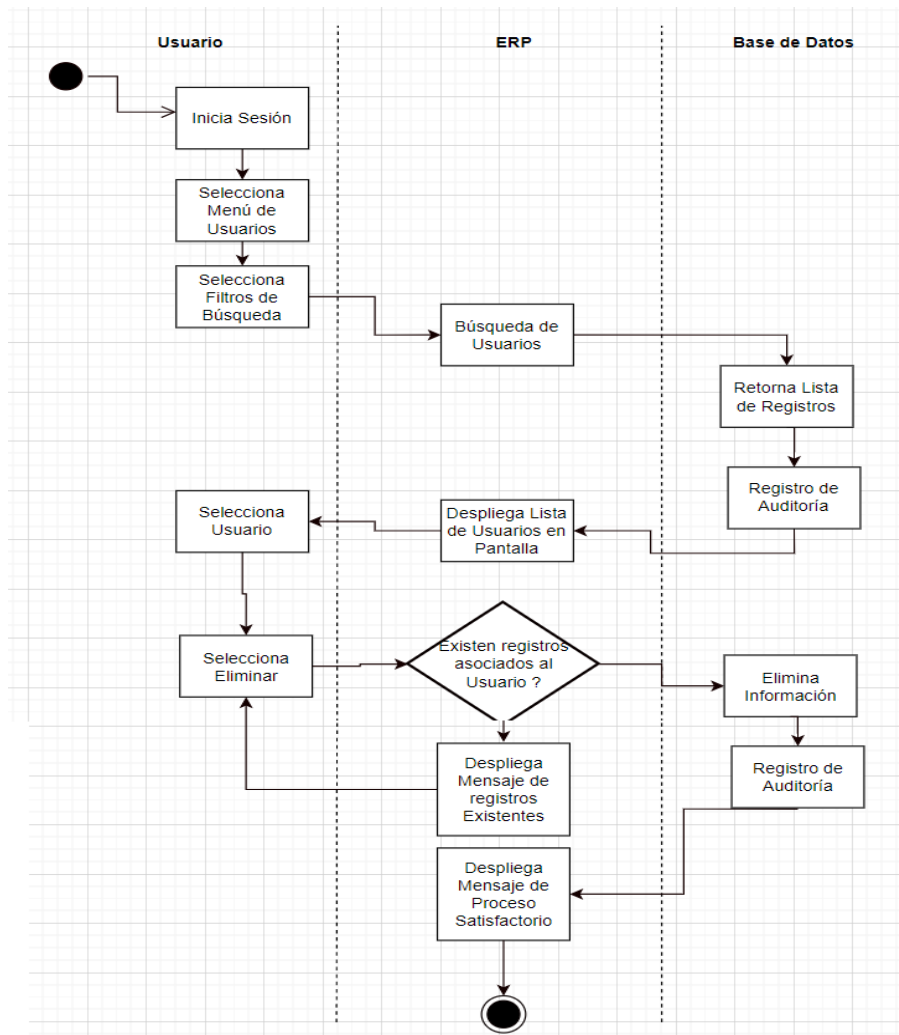 Usuario
ERP
Base de Datos
Inicia Sesión
Selecciona
Menú de
Usuarios
Selecciona
Filtros de
Búsqueda
Búsqueda de
Usuarios
Retorna Lista
de Registros
Registro de
Auditoría
Despliega Lista
de Usuarios en
Pantalla
Selecciona
Usuario
Selecciona
Eliminar
Existen registros
asociados al
Usuario ?
Elimina
Información
Registro de
Auditoría
Despliega
Mensaje de
registros
Existentes
Despliega
Mensaje de
Proceso
Satisfactorio